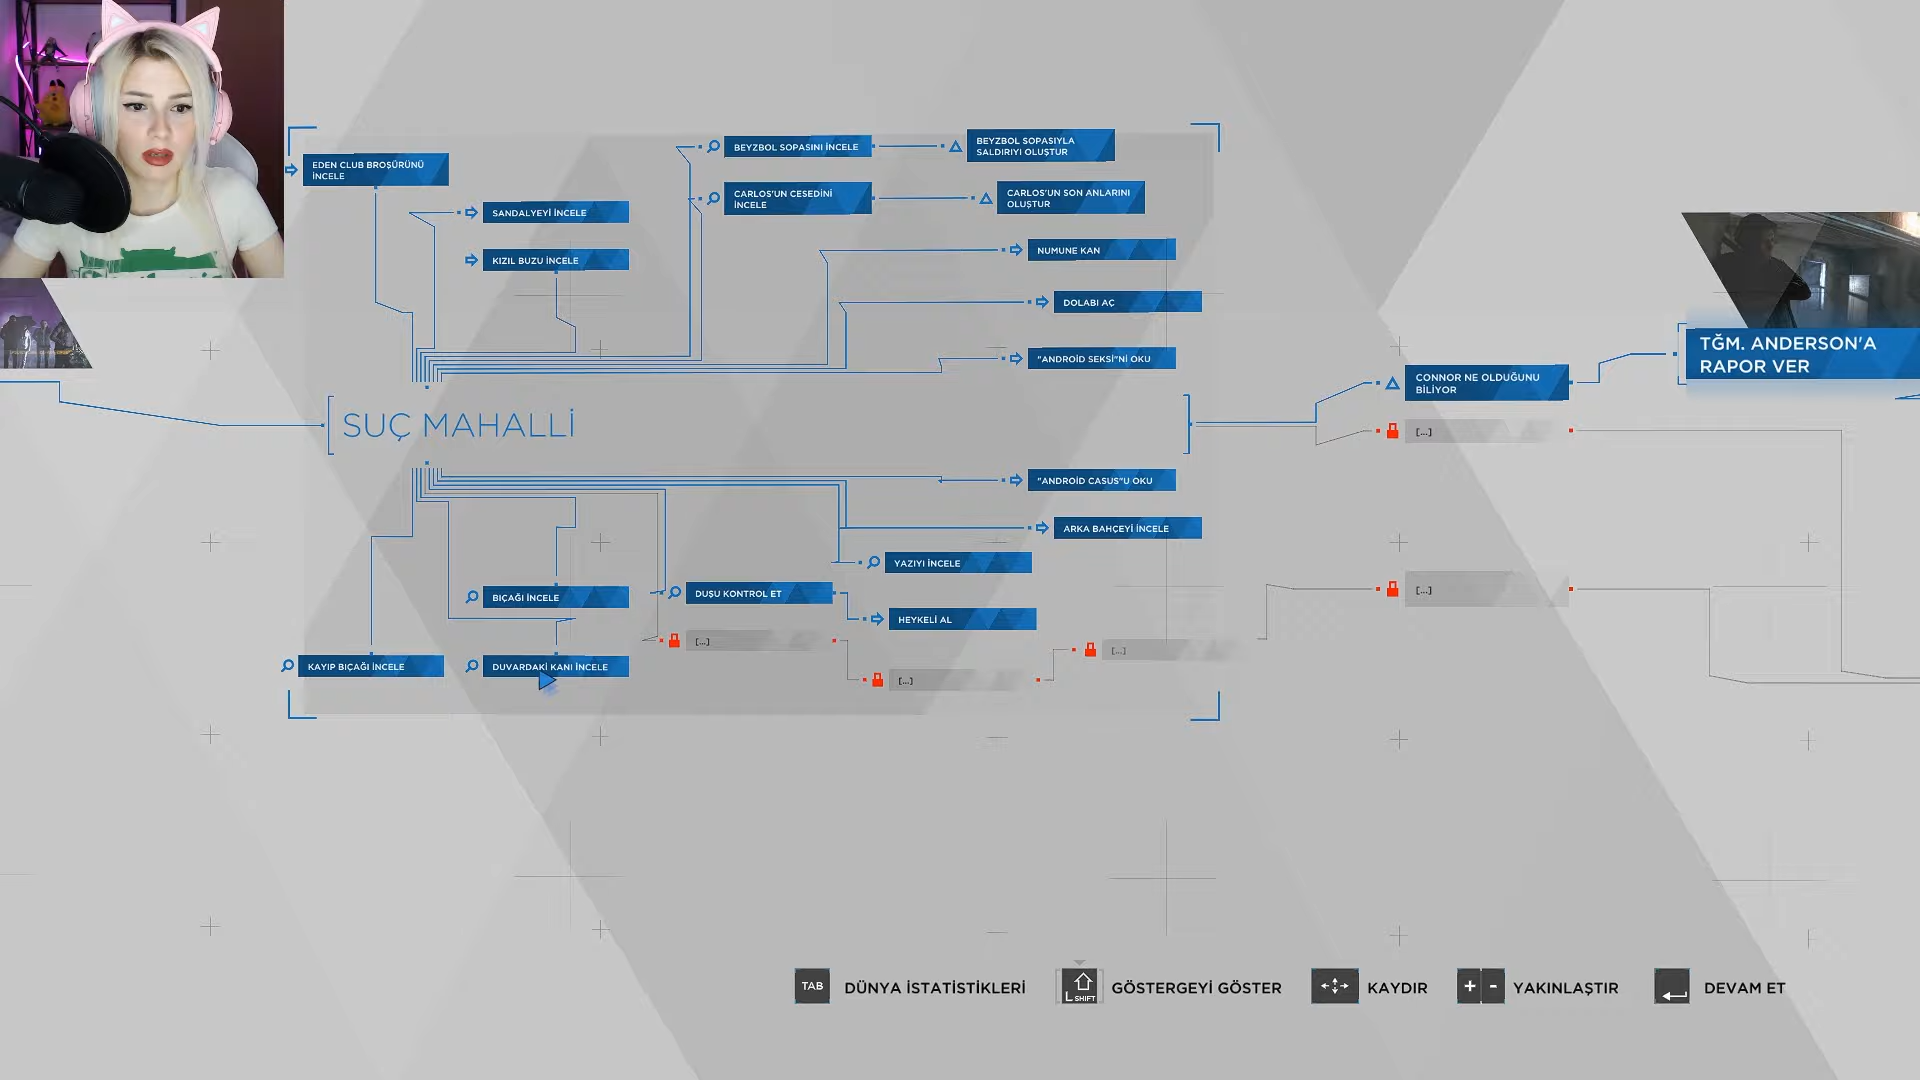 EDEN CLUB BROŞÜRÜNÜ
İNCELE
SANDALYEYİ İNCELE
KIZIL BUZU İNCELE
BEYZBOL SOPASINI İNCELE
BEYZBOL SOPASIYLA
SALDIRIYI OLUŞTUR
CARLOS'UN CESEDİNİ
İNCELE
CARLOS'UN SON ANLARINI
OLUŞTUR
NUMUNE KAN
DOLABI AÇ
"ANDROİD SEKSİ"Nİ OKU
SUÇ MAHALLİ
CONNOR NE OLDUĞUNU
BİLİYOR
[...]
TĞM. ANDERSON'A
RAPOR VER
"ANDROİD CASUS"U OKU
ARKA BAHÇEYİ İNCELE
YAZIYI İNCELE
BIÇAĞI İNCELE
DUŞU KONTROL ET
HEYKELİ AL
[...]
[...]
[...]
[...]
KAYIP BIÇAĞI İNCELE
DUVARDAKİ KANI İNCELE
TAB DÜNYA İSTATİSTİKLERİ
L SHIFT GÖSTERGEYİ GÖSTER
KAYDIR
+ - YAKINLAŞTIR
DEVAM ET